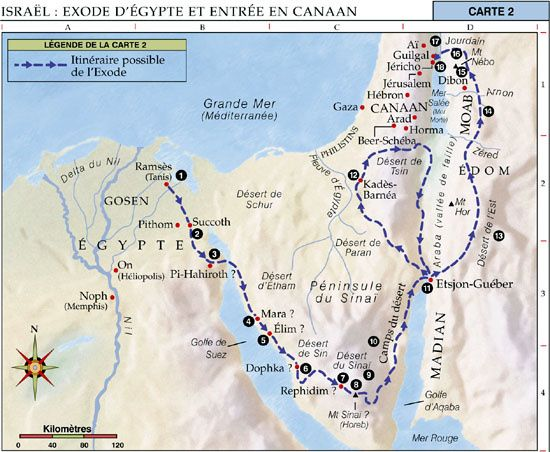 ISRAËL : EXODE D'ÉGYPTE ET ENTRÉE EN CANAAN
CARTE 2
A
B
C
D
LÉGENDE DE LA CARTE 2
Itinéraire possible
de l'Exode
17
Jourdain
Aï
16
Mt
Nébo
Guilgal
Jéricho
18
15
Dibon
1
Jérusalem
Grande Mer
(Méditerranée)
Hébron
Mer
Salée
(Mer
Morte)
MOAB
Arnon
Gaza
CANAAN
14
Arad
Horma
PHILISTINS
Beer-Schéba
Zéred
Delta du Nil
Ramsès
(Tanis)
1
Fleuve d'Égypte
12
Désert de
Tsin
ÉDOM
GOSEN
Désert de
Schur
Kadès-
Barnéa
Araba (vallée de faille)
Mt
Hor
2
Pithom
Succoth
2
Désert de l'Est
13
ÉGYPTE
3
Désert de
Paran
On
(Héliopolis)
Pi-Hahiroth ?
Désert
d'Étham
Péninsule
du Sinaï
11
Etsjon-Guéber
Noph
(Memphis)
Nil
Mara ?
4
3
Élim ?
5
10
Camps du désert
MADIAN
N
Golfe de
Suez
Désert
de Sin
Désert
du Sinaï
Dophka ?
6
7
8
9
Rephidim ?
Mt Sinaï ?
(Horeb)
Golfe
d'Aqaba
4
Kilomètres
0
40
80
120
Mer Rouge